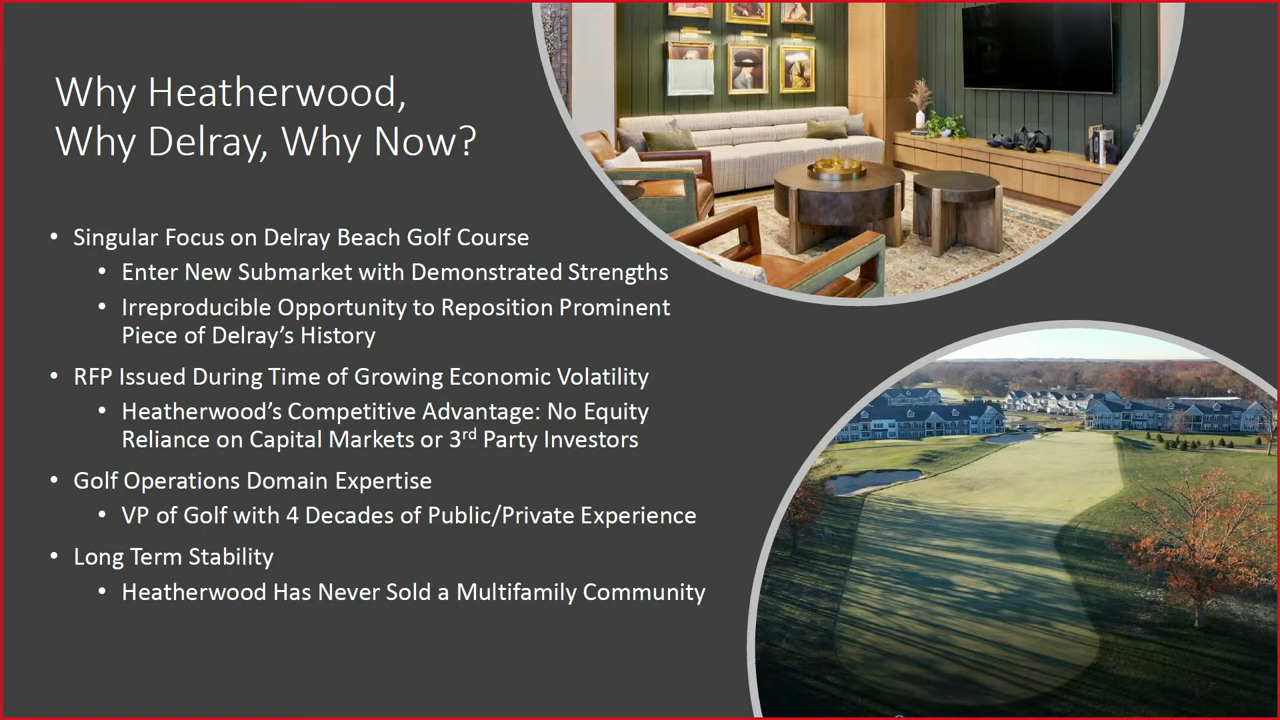 Why Heatherwood,
Why Delray, Why Now?
• Singular Focus on Delray Beach Golf Course
• Enter New Submarket with Demonstrated Strengths
• Irreproducible Opportunity to Reposition Prominent
Piece of Delray’s History
• RFP Issued During Time of Growing Economic Volatility
• Heatherwood’s Competitive Advantage: No Equity
Reliance on Capital Markets or 3rd Party Investors
• Golf Operations Domain Expertise
• VP of Golf with 4 Decades of Public/Private Experience
• Long Term Stability
• Heatherwood Has Never Sold a Multifamily Community